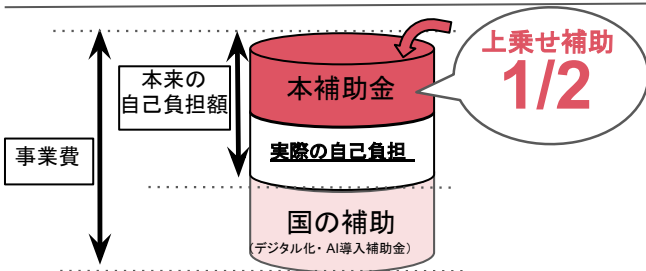 上乗せ補助
1/2
本補助金
本来の
自己負担額
実際の自己負担
事業費
国の補助
（デジタル化・AI導入補助金）